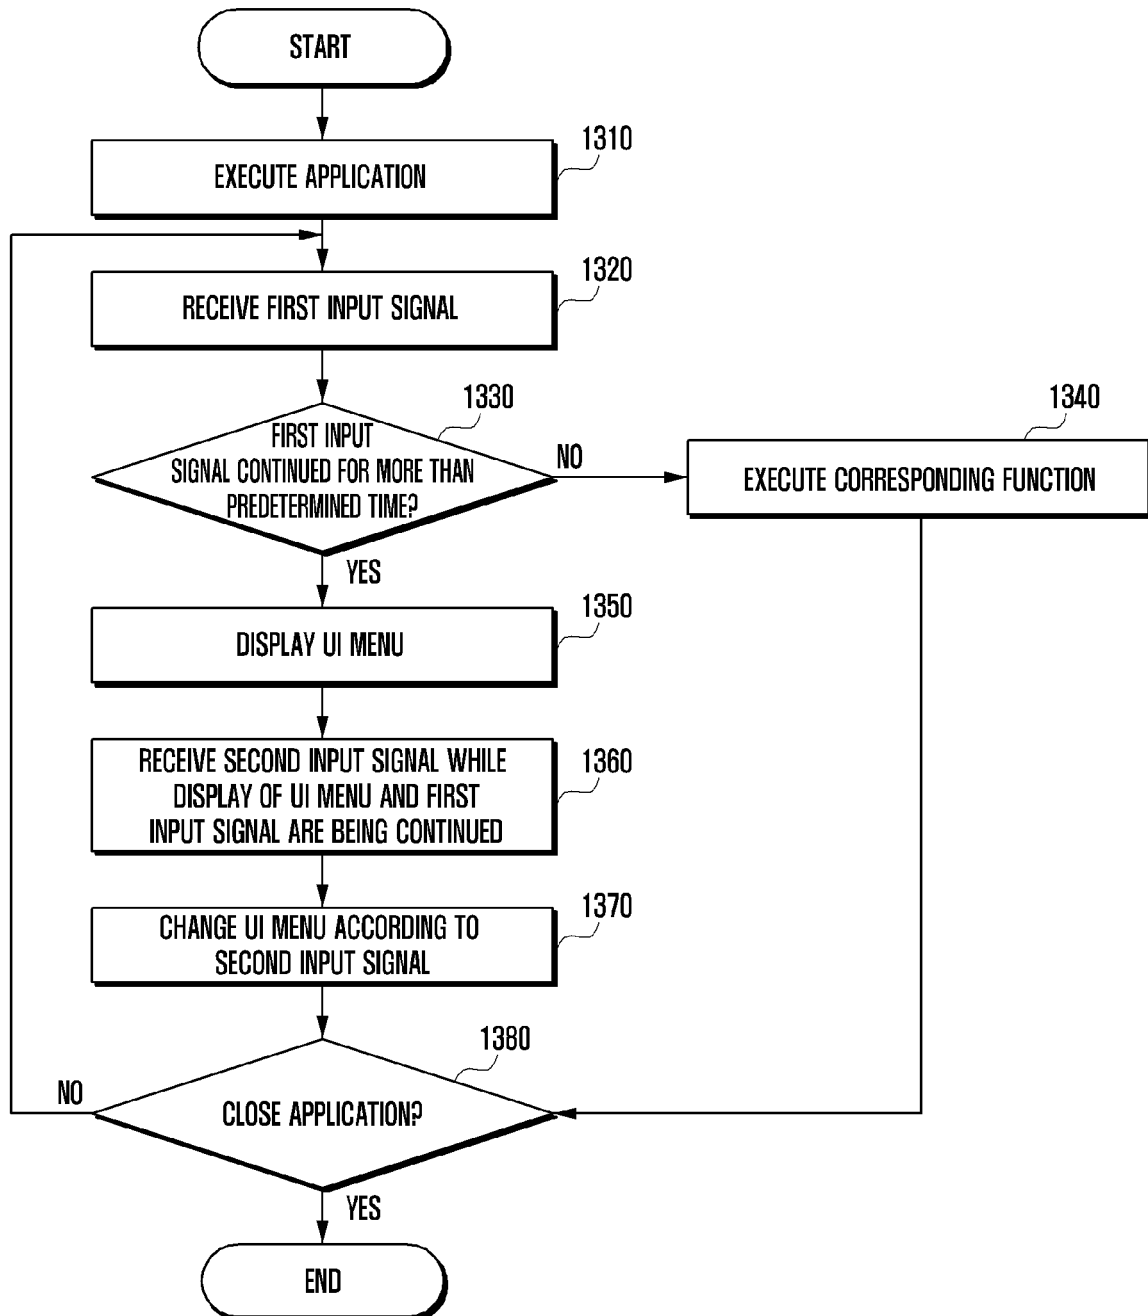 START
1310
EXECUTE APPLICATION
1320
RECEIVE FIRST INPUT SIGNAL
1330
FIRST INPUT
SIGNAL CONTINUED FOR MORE THAN
PREDETERMINED TIME?
NO
1340
EXECUTE CORRESPONDING FUNCTION
YES
1350
DISPLAY UI MENU
1360
RECEIVE SECOND INPUT SIGNAL WHILE
DISPLAY OF UI MENU AND FIRST
INPUT SIGNAL ARE BEING CONTINUED
1370
CHANGE UI MENU ACCORDING TO
SECOND INPUT SIGNAL
1380
NO
CLOSE APPLICATION?
YES
END